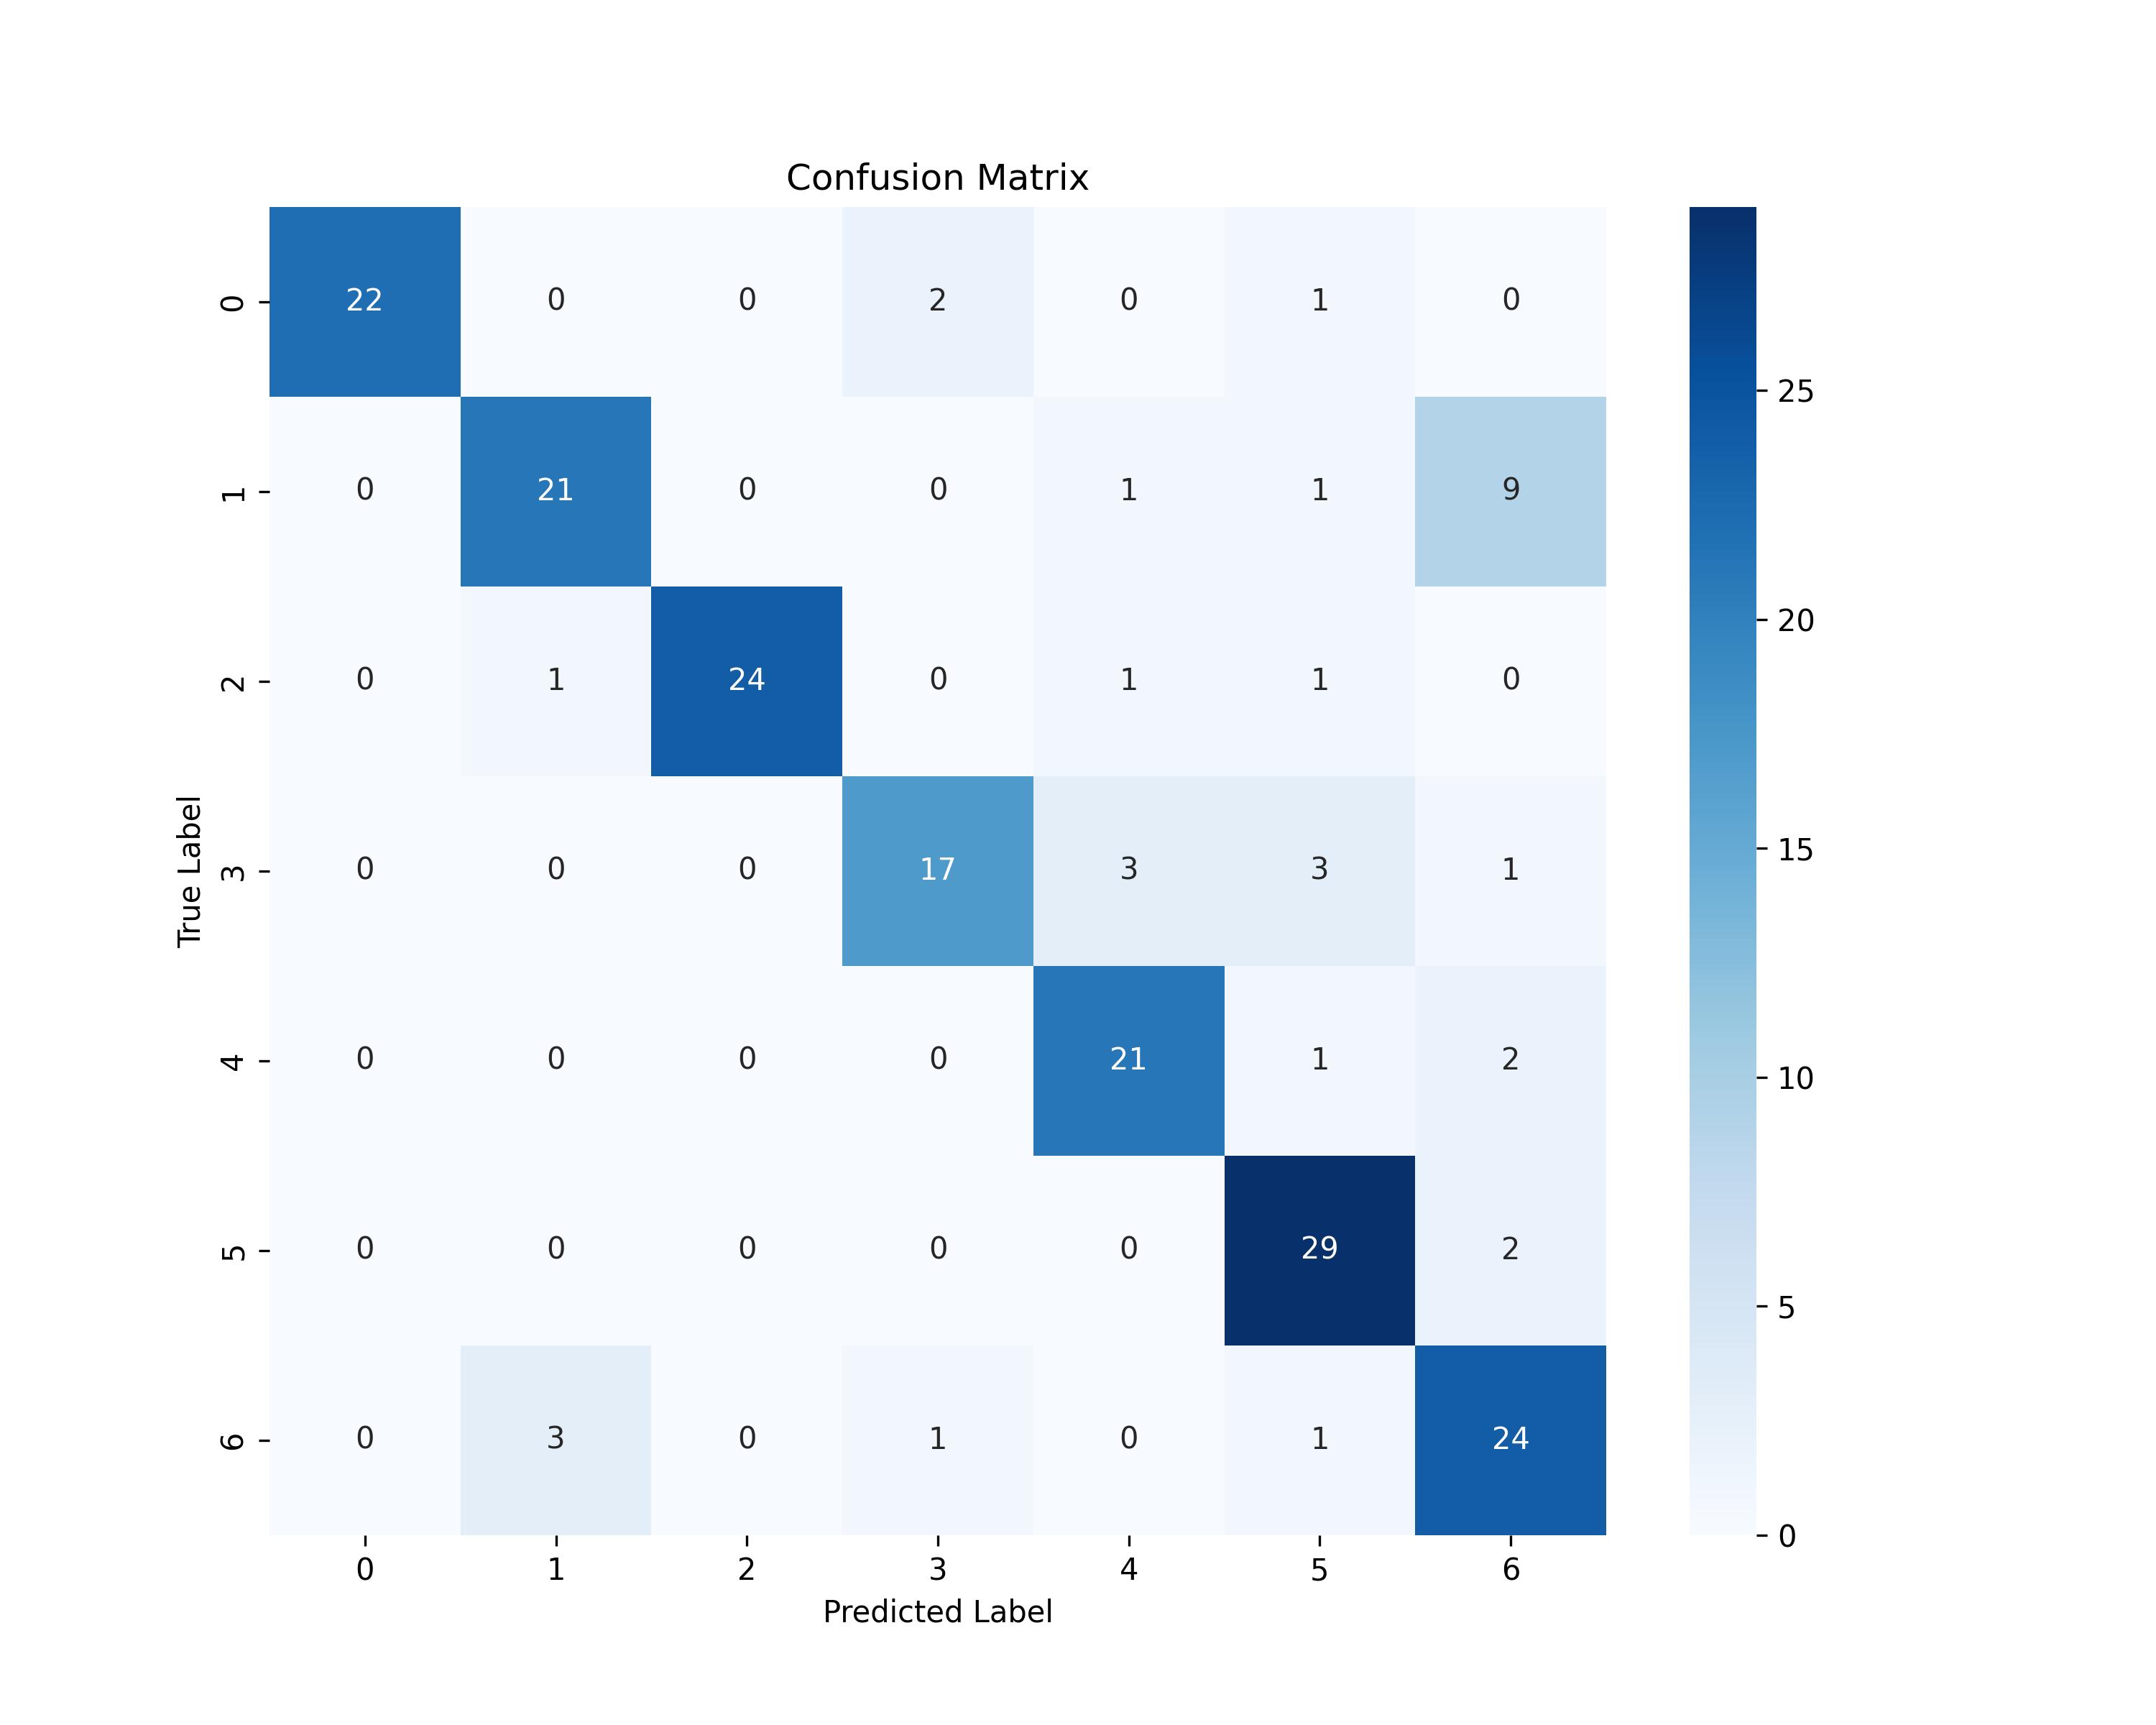 Confusion Matrix
True Label
0 22 0 0 2 0 1 0
1 0 21 0 0 1 1 9
2 0 1 24 0 1 1 0
3 0 0 0 17 3 3 1
4 0 0 0 0 21 1 2
5 0 0 0 0 0 29 2
6 0 3 0 1 0 1 24
0 1 2 3 4 5 6
Predicted Label
25
20
15
10
5
0